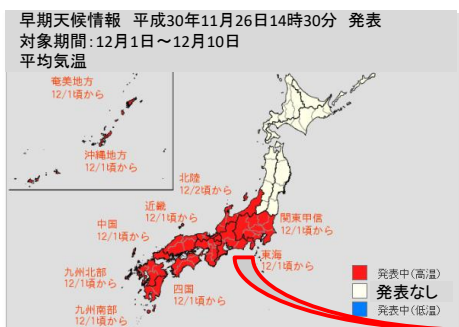 早期天候情報 平成30年11月26日14時30分 発表
対象期間:12月1日～12月10日
平均気温
奄美地方
12/1頃から
沖縄地方
12/1頃から
北陸
12/2頃から
近畿
12/1頃から
中国
12/1頃から
関東甲信
12/1頃から
東海
12/1頃から
九州北部
12/1頃から
四国
12/1頃から
九州南部
12/1頃から
発表中(高温)
発表なし
発表中(低温)